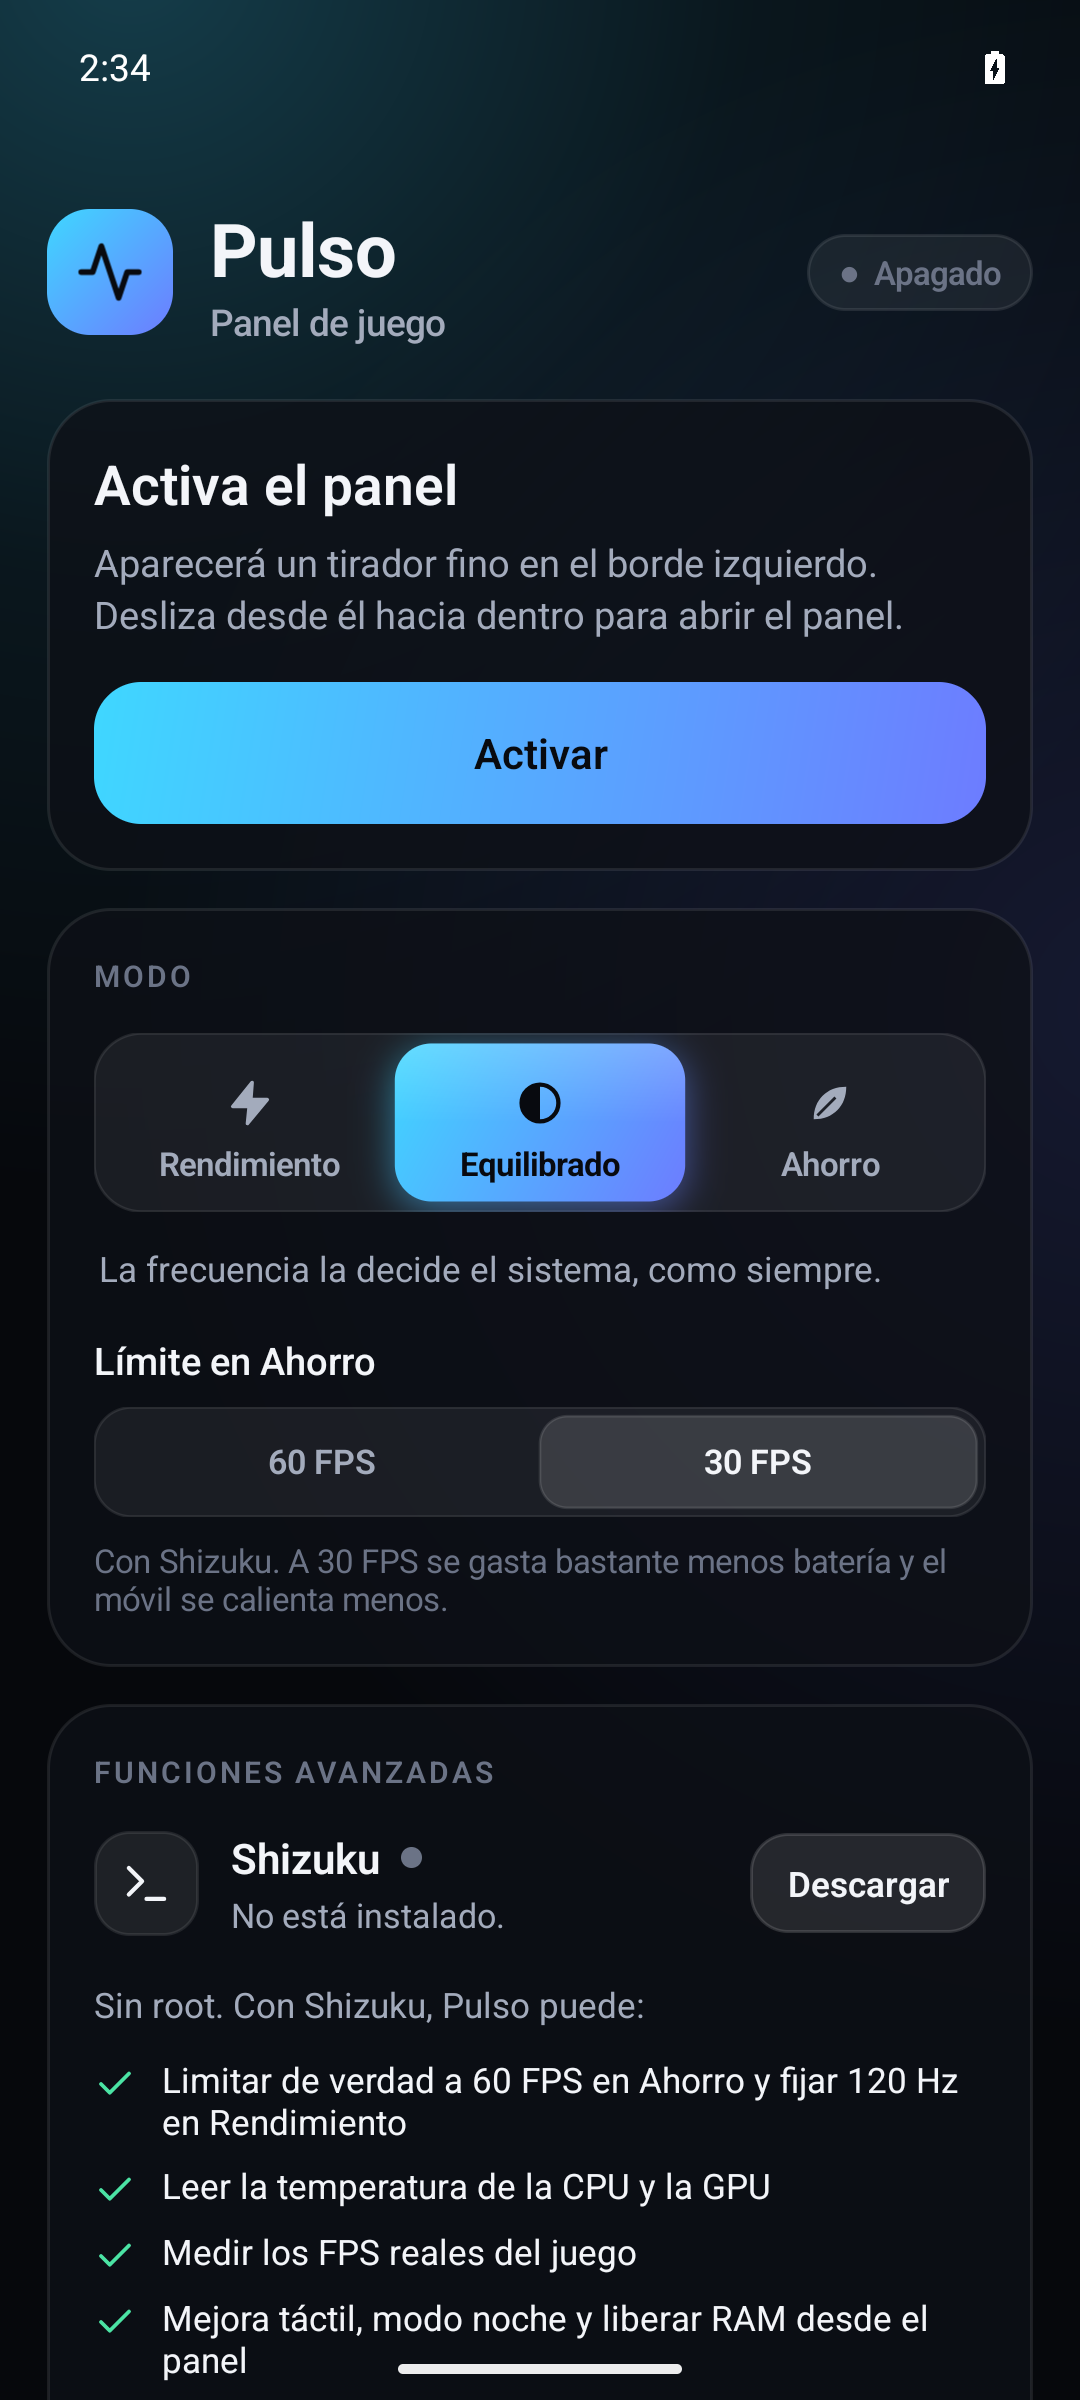 2:34
Pulso
Panel de juego
Apagado
Activa el panel
Aparecerá un tirador fino en el borde izquierdo.
Desliza desde él hacia dentro para abrir el panel.
Activar
MODO
Rendimiento
Equilibrado
Ahorro
La frecuencia la decide el sistema, como siempre.
Límite en Ahorro
60 FPS
30 FPS
Con Shizuku. A 30 FPS se gasta bastante menos batería y el
móvil se calienta menos.
FUNCIONES AVANZADAS
Shizuku
No está instalado.
Descargar
Sin root. Con Shizuku, Pulso puede:
Limitar de verdad a 60 FPS en Ahorro y fijar 120 Hz
en Rendimiento
Leer la temperatura de la CPU y la GPU
Medir los FPS reales del juego
Mejora táctil, modo noche y liberar RAM desde el
panel